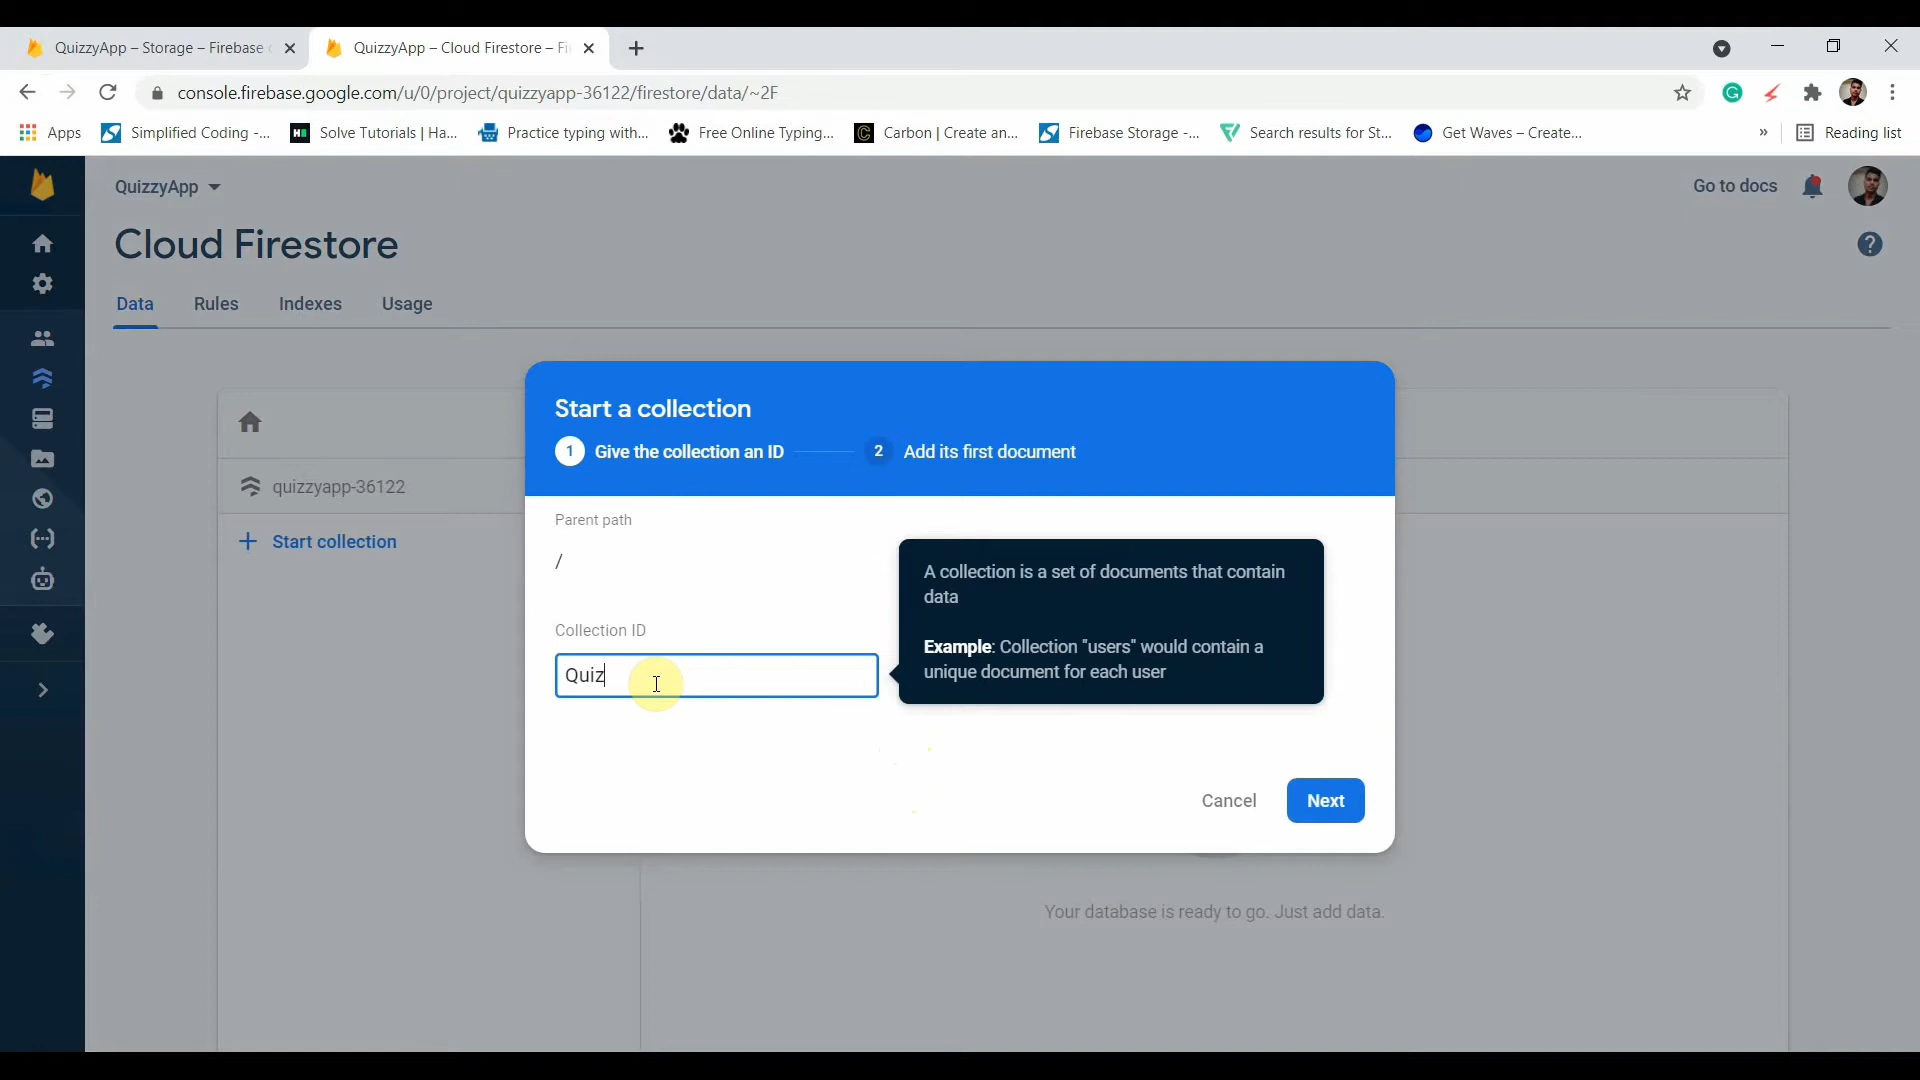 QuizzyApp – Storage – Firebase
QuizzyApp – Cloud Firestore – Fi
console.firebase.google.com/u/0/project/quizzyapp-36122/firestore/data/~2F
Apps
Simplified Coding -...
Solve Tutorials | Ha...
Practice typing with...
Free Online Typing...
Carbon | Create an...
Firebase Storage -...
Search results for St...
Get Waves – Create...
»
Reading list
QuizzyApp
Go to docs
Cloud Firestore
Data
Rules
Indexes
Usage
Start a collection
1 Give the collection an ID
2 Add its first document
quizzyapp-36122
+ Start collection
Parent path
/
A collection is a set of documents that contain
data
Example: Collection "users" would contain a
unique document for each user
Collection ID
Quiz
Cancel
Next
Your database is ready to go. Just add data.